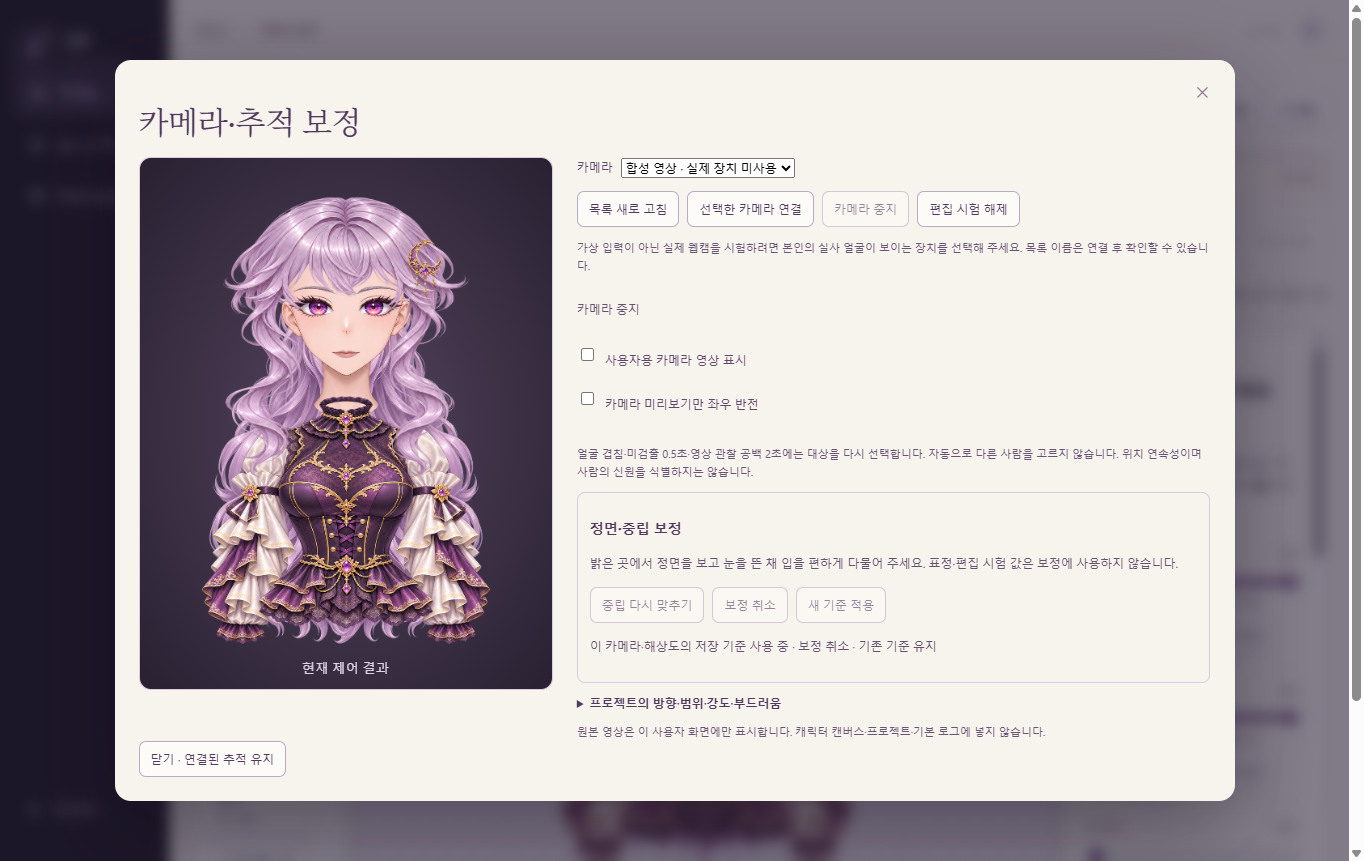 카메라·추적 보정
카메라
합성 영상 · 실제 장치 미사용
목록 새로 고침
선택한 카메라 연결
카메라 중지
편집 시험 해제
가상 입력이 아닌 실제 웹캠을 시험하려면 본인의 실사 얼굴이 보이는 장치를 선택해 주세요. 목록 이름은 연결 후 확인할 수 있습니
다.
카메라 중지
사용자용 카메라 영상 표시
카메라 미리보기만 좌우 반전
얼굴 겹침·미검출 0.5초·영상 관찰 공백 2초에는 대상을 다시 선택합니다. 자동으로 다른 사람을 고르지 않습니다. 위치 연속성이며
사람의 신원을 식별하지는 않습니다.
정면·중립 보정
밝은 곳에서 정면을 보고 눈을 뜬 채 입을 편하게 다물어 주세요. 표정·편집 시험 값은 보정에 사용하지 않습니다.
중립 다시 맞추기
보정 취소
새 기준 적용
이 카메라·해상도의 저장 기준 사용 중 · 보정 취소 · 기존 기준 유지
현재 제어 결과
프로젝트의 방향·범위·강도·부드러움
원본 영상은 이 사용자 화면에만 표시합니다. 캐릭터 캔버스·프로젝트·기본 로그에 넣지 않습니다.
닫기 · 연결된 추적 유지